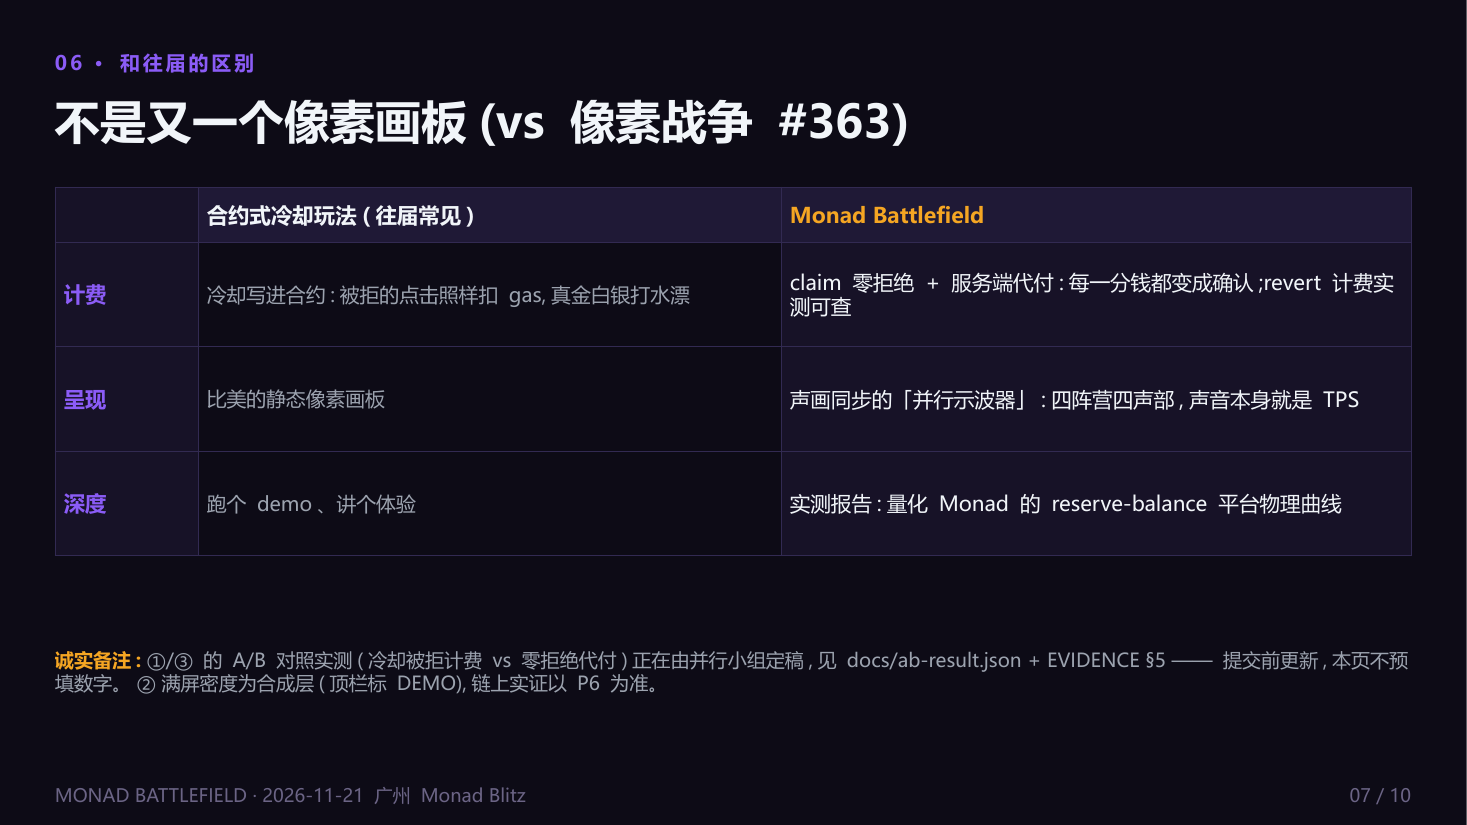 06 • 和往届的区别
不是又一个像素画板 (vs 像素战争 #363)
合约式冷却玩法 ( 往届常见 )
Monad Battlefield
计费
冷却写进合约 : 被拒的点击照样扣 gas, 真金白银打水漂
claim 零拒绝 + 服务端代付 : 每一分钱都变成确认 ;revert 计费实
测可查
呈现
比美的静态像素画板
声画同步的「并行示波器」 : 四阵营四声部 , 声音本身就是 TPS
深度
跑个 demo 、讲个体验
实测报告 : 量化 Monad 的 reserve-balance 平台物理曲线
诚实备注 : ①/③ 的 A/B 对照实测 ( 冷却被拒计费 vs 零拒绝代付 ) 正在由并行小组定稿 , 见 docs/ab-result.json + EVIDENCE §5 —— 提交前更新 , 本页不预
填数字。 ② 满屏密度为合成层 ( 顶栏标 DEMO), 链上实证以 P6 为准。
MONAD BATTLEFIELD · 2026-11-21 广州 Monad Blitz
07 / 10